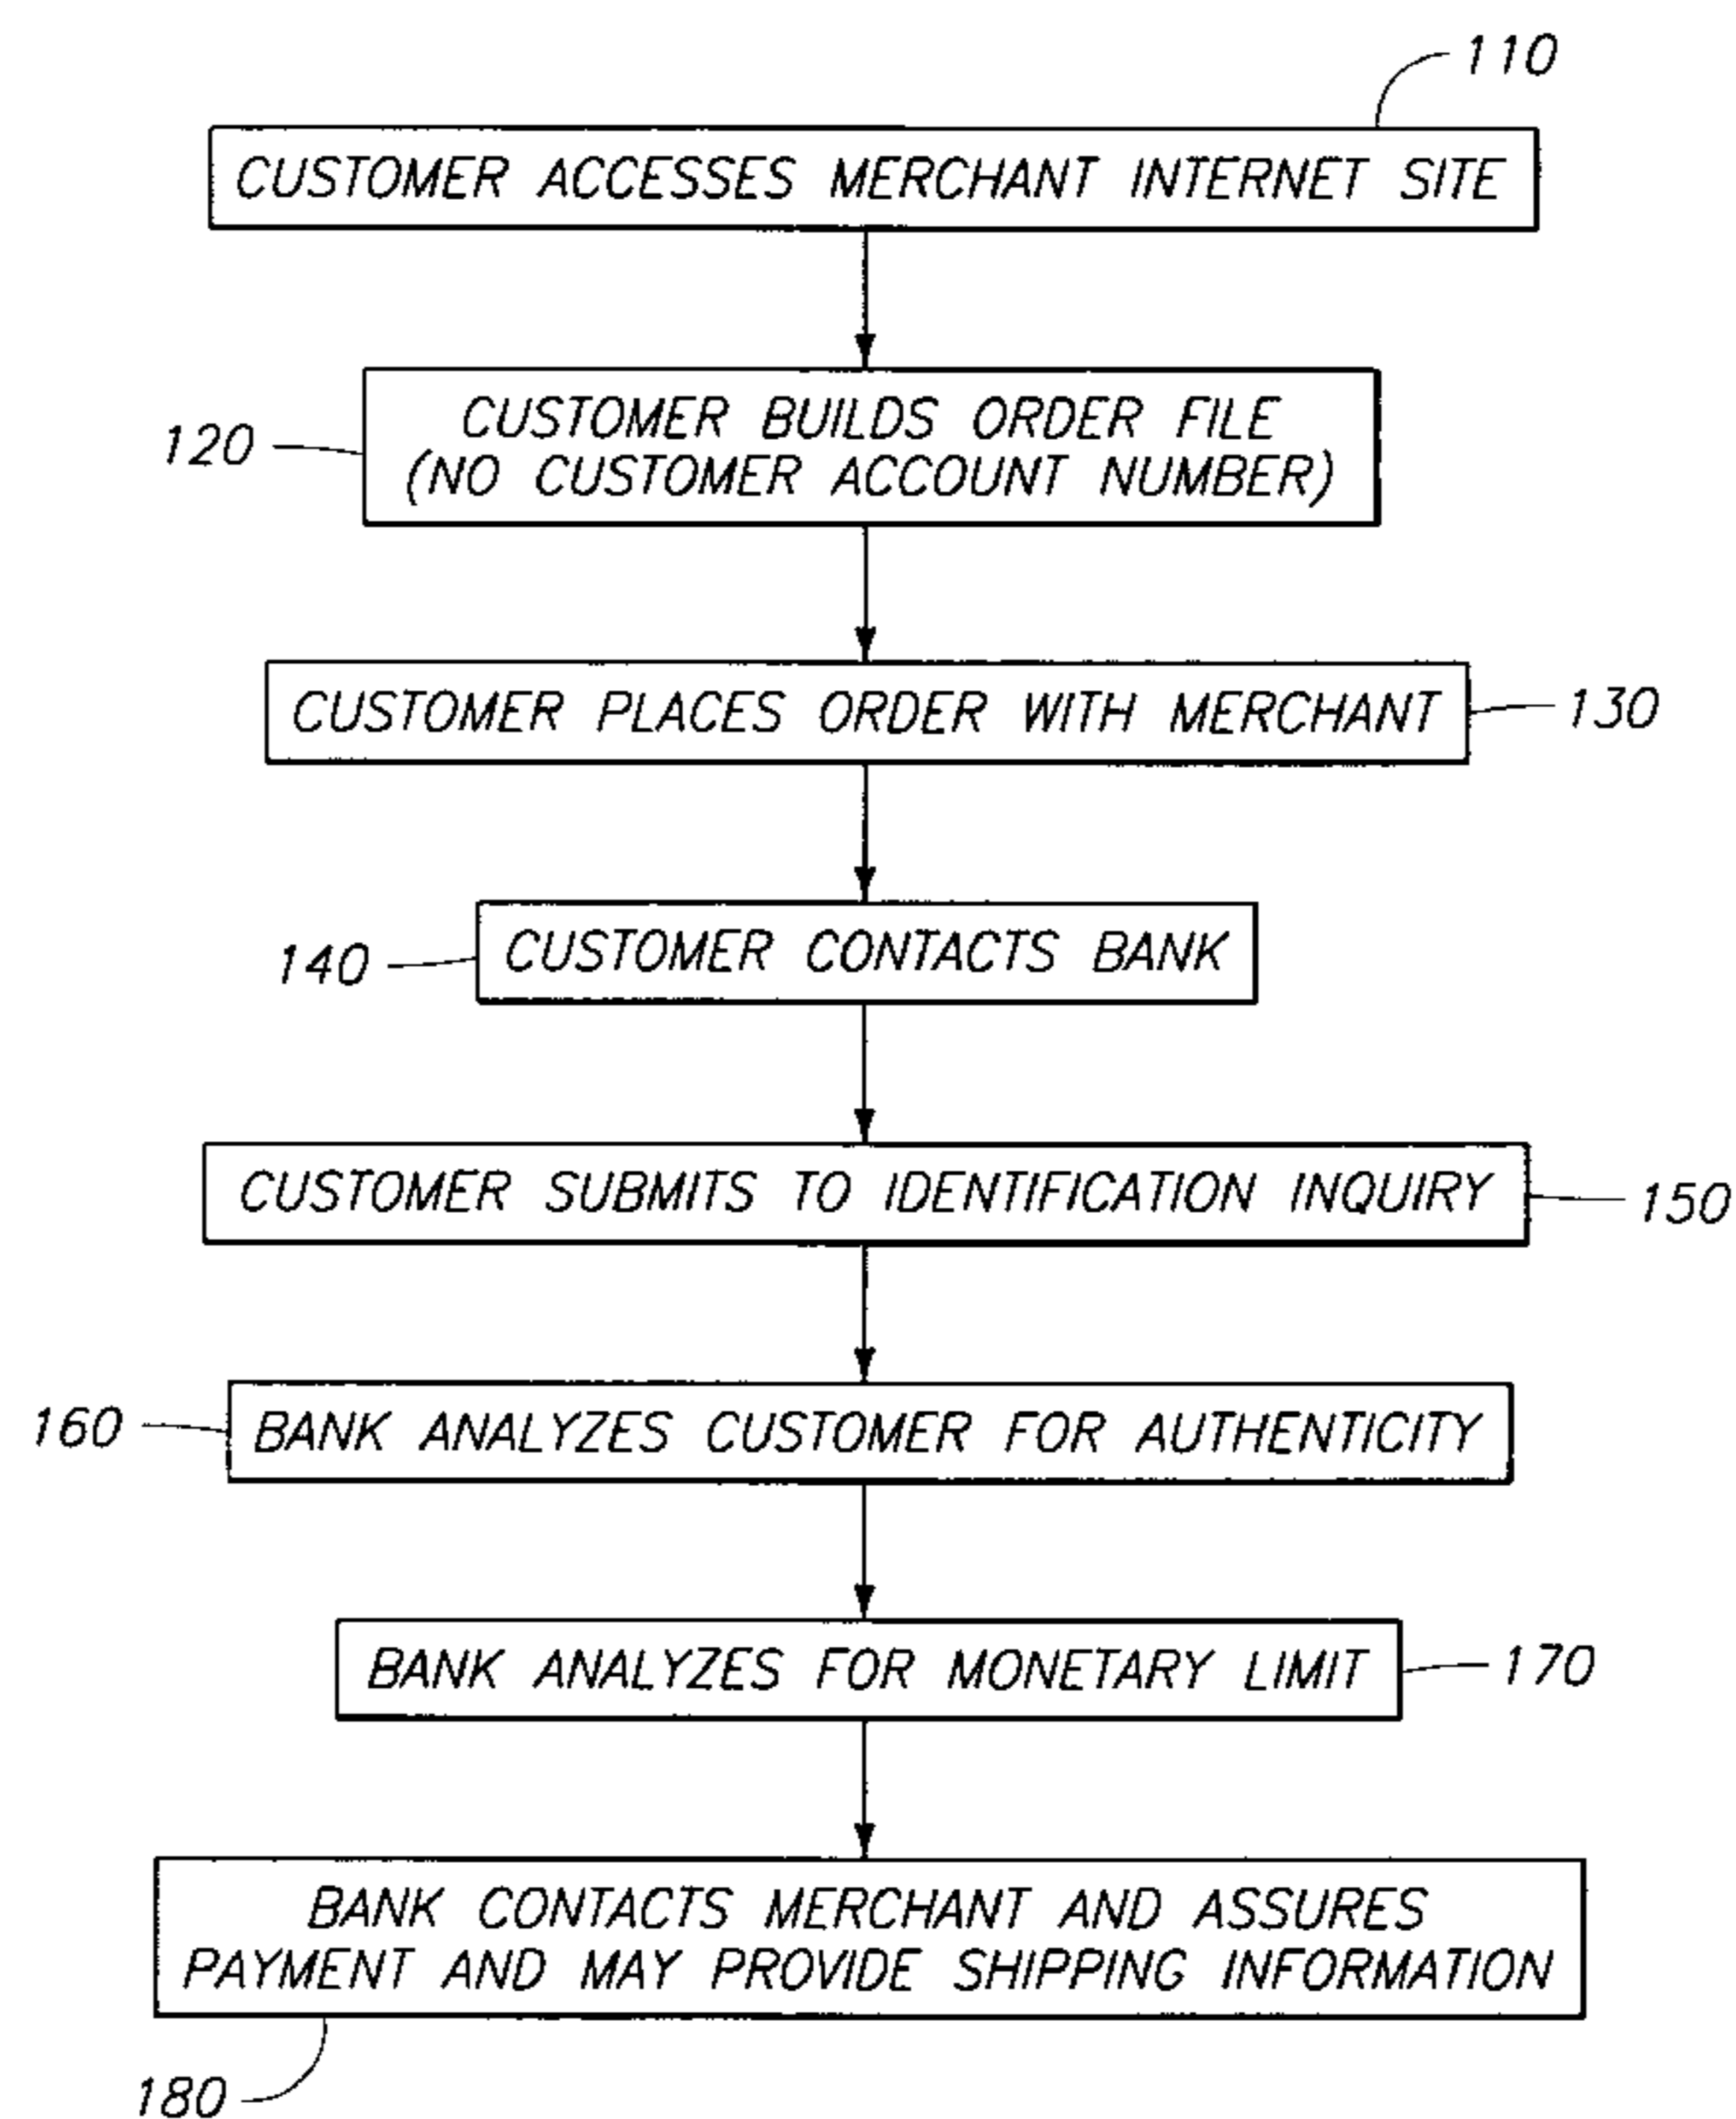 110
CUSTOMER ACCESSES MERCHANT INTERNET SITE
CUSTOMER BUILDS ORDER FILE
120
(NO CUSTOMER ACCOUNT NUMBER)
CUSTOMER PLACES ORDER WITH MERCHANT
130
140
CUSTOMER CONTACTS BANK
CUSTOMER SUBMITS TO IDENTIFICATION INQUIRY
150
160
BANK ANALYZES CUSTOMER FOR AUTHENTICITY
BANK ANALYZES FOR MONETARY LIMIT
170
BANK CONTACTS MERCHANT AND ASSURES
PAYMENT AND MAY PROVIDE SHIPPING INFORMATION
180